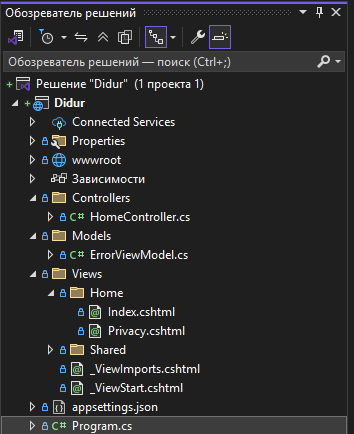 Обозреватель решений
Обозреватель решений — поиск (Ctrl+;)
Решение "Didur" (1 проекта 1)
Didur
Connected Services
Properties
wwwroot
Зависимости
Controllers
C# HomeController.cs
Models
C# ErrorViewModel.cs
Views
Home
Index.cshtml
Privacy.cshtml
Shared
_ViewImports.cshtml
_ViewStart.cshtml
appsettings.json
C# Program.cs